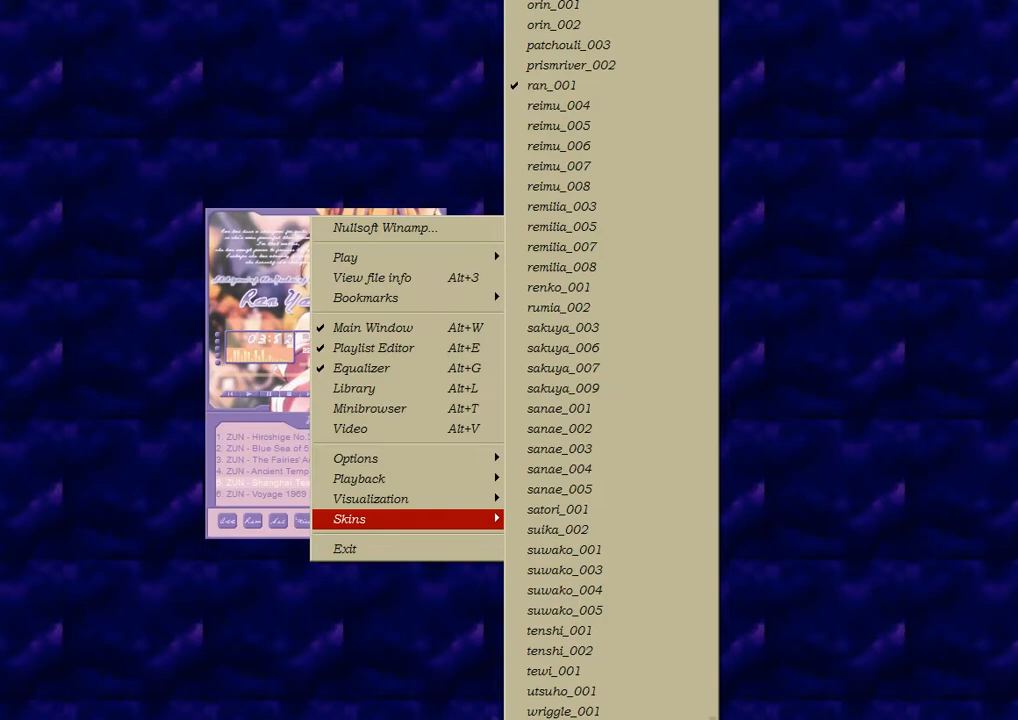 Ran Ya
03:5
1. ZUN - Hiroshige No.
2. ZUN - Blue Sea of 5
3. ZUN - The Fairies' A
4. ZUN - Ancient Temp
5. ZUN - Shanghai Tea
6. ZUN - Voyage 1969
Nullsoft Winamp...
Play
View file info Alt+3
Bookmarks
Main Window Alt+W
Playlist Editor Alt+E
Equalizer Alt+G
Library Alt+L
Minibrowser Alt+T
Video Alt+V
Options
Playback
Visualization
Skins
Exit
orin_001
orin_002
patchouli_003
prismriver_002
ran_001
reimu_004
reimu_005
reimu_006
reimu_007
reimu_008
remilia_003
remilia_005
remilia_007
remilia_008
renko_001
rumia_002
sakuya_003
sakuya_006
sakuya_007
sakuya_009
sanae_001
sanae_002
sanae_003
sanae_004
sanae_005
satori_001
suika_002
suwako_001
suwako_003
suwako_004
suwako_005
tenshi_001
tenshi_002
tewi_001
utsuho_001
wriggle_001